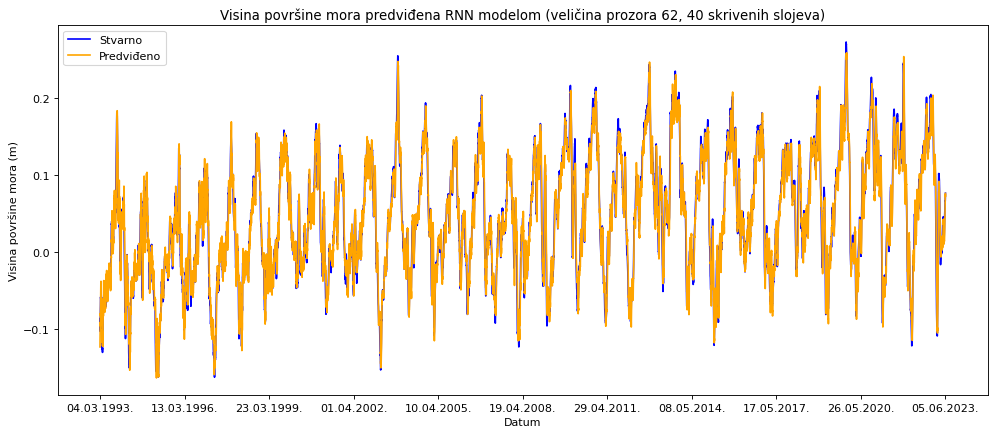 Visina površine mora predviđena RNN modelom (veličina prozora 62, 40 skrivenih slojeva)
Stvarno
Predviđeno
Visina površine mora (m)
0.2
0.1
0.0
−0.1
04.03.1993. 13.03.1996. 23.03.1999. 01.04.2002. 10.04.2005. 19.04.2008. 29.04.2011. 08.05.2014. 17.05.2017. 26.05.2020. 05.06.2023.
Datum